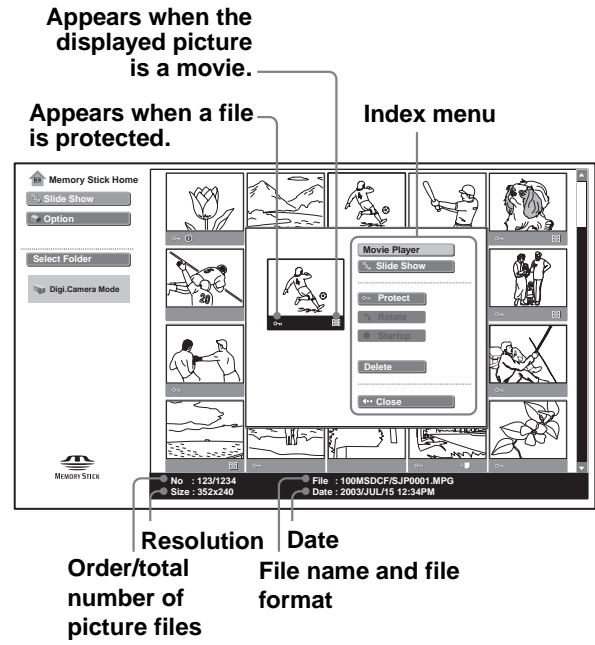 Appears when the
displayed picture
is a movie.
Appears when a file
is protected.
Index menu
Memory Stick Home
Slide Show
Option
Select Folder
Digi.Camera Mode
Movie Player
Slide Show
Protect
Rotate
Startup
Delete
Close
20
MEMORY STICK
No : 123/1234
File : 100MSDCF/SJP0001.MPG
Size : 352x240
Date : 2003/JUL/15 12:34PM
Resolution
Date
Order/total
number of
picture files
File name and file
format